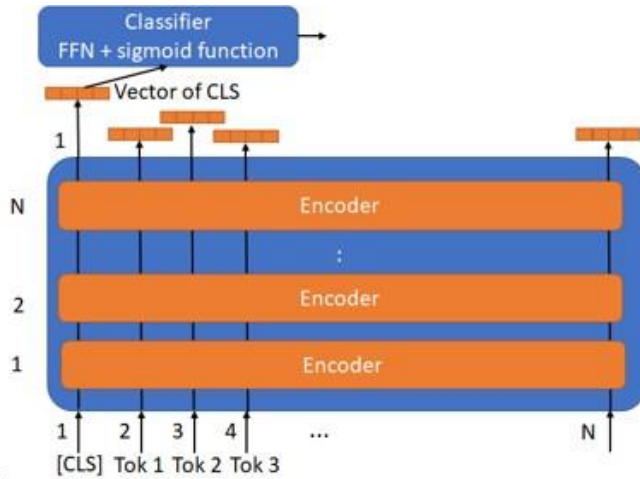 Classifier
FFN + sigmoid function
Vector of CLS
1
N
Encoder
:
2
Encoder
1
Encoder
1 2 3 4 ... N
[CLS] Tok 1 Tok 2 Tok 3